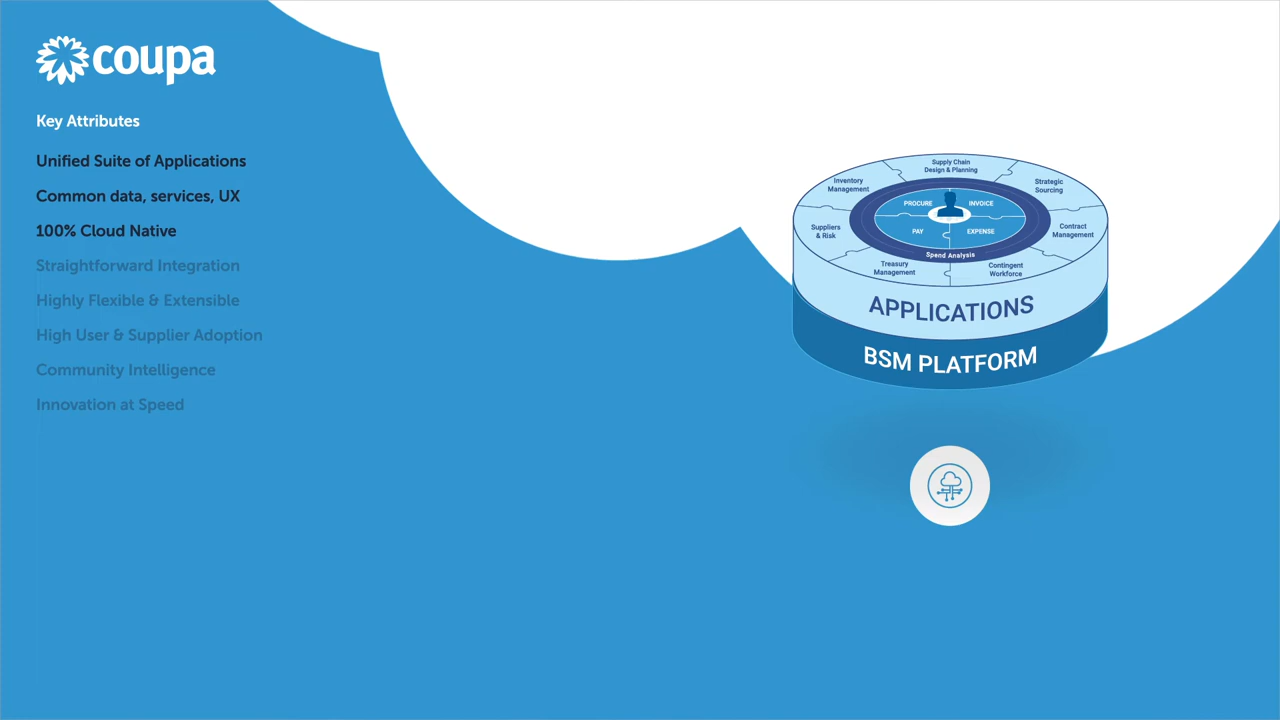 coupa
Key Attributes
Unified Suite of Applications
Common data, services, UX
100% Cloud Native
Straightforward Integration
Highly Flexible & Extensible
High User & Supplier Adoption
Community Intelligence
Innovation at Speed
Supply Chain
Design & Planning
Inventory
Management
Strategic
Sourcing
PROCURE
INVOICE
Suppliers
& Risk
Contract
Management
PAY
EXPENSE
Spend Analysis
Treasury
Management
Contingent
Workforce
APPLICATIONS
BSM PLATFORM